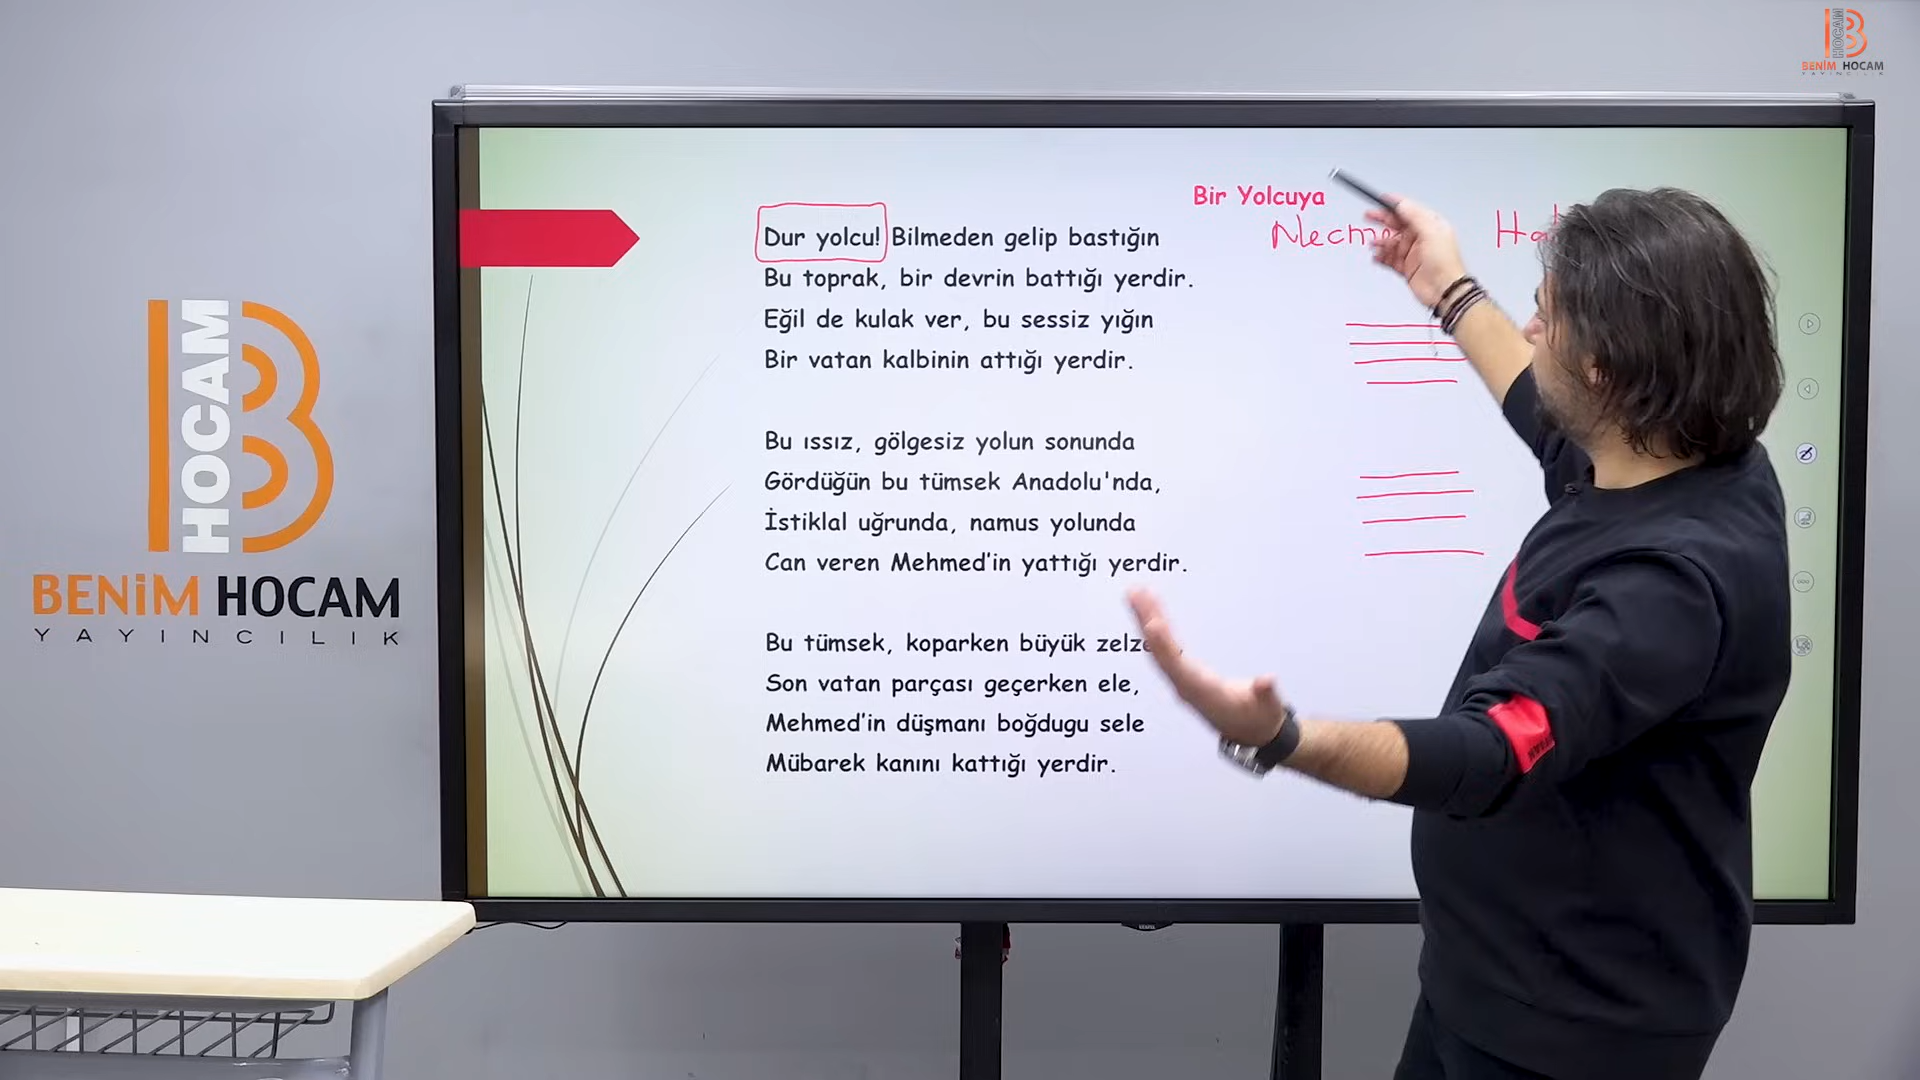 HOCAM
B
BENİM HOCAM
YAYINCILIK
Bir Yolcuya
Dur yolcu! Bilmeden gelip bastığın
Bu toprak, bir devrin battığı yerdir.
Eğil de kulak ver, bu sessiz yığın
Bir vatan kalbinin attığı yerdir.
Bu ıssız, gölgesiz yolun sonunda
Gördüğün bu tümsek Anadolu'nda,
İstiklal uğrunda, namus yolunda
Can veren Mehmed’in yattığı yerdir.
Bu tümsek, koparken büyük
Son vatan parçası geçerken ele,
Mehmed’in düşmanı boğdugu sele
Mübarek kanını kattığı yerdir.
HOCAM
B
BENİM HOCAM
YAYINCILIK